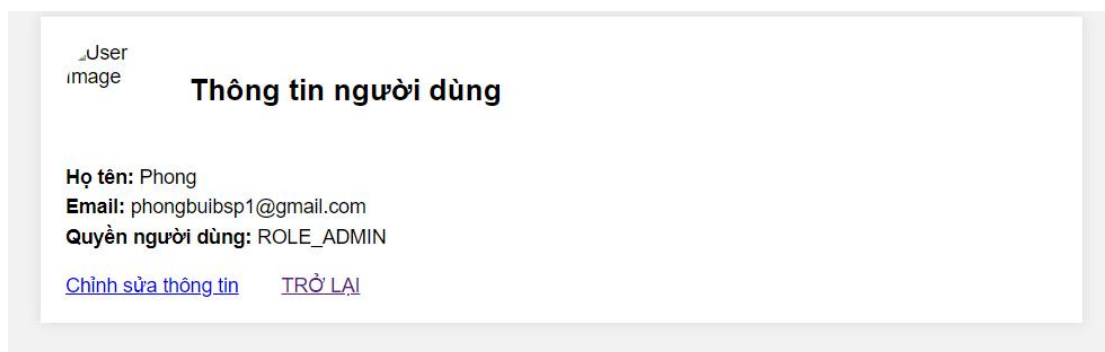 User
image
Thông tin người dùng
Họ tên: Phong
Email: phongbuibsp1@gmail.com
Quyền người dùng: ROLE_ADMIN
Chỉnh sửa thông tin TRỞ LẠI